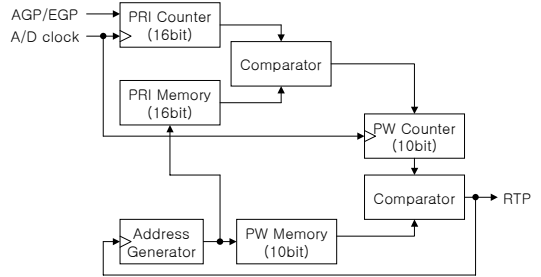 AGP/EGP
A/D clock
PRI Counter
(16bit)
Comparator
PRI Memory
(16bit)
PW Counter
(10bit)
Comparator
RTP
Address
Generator
PW Memory
(10bit)